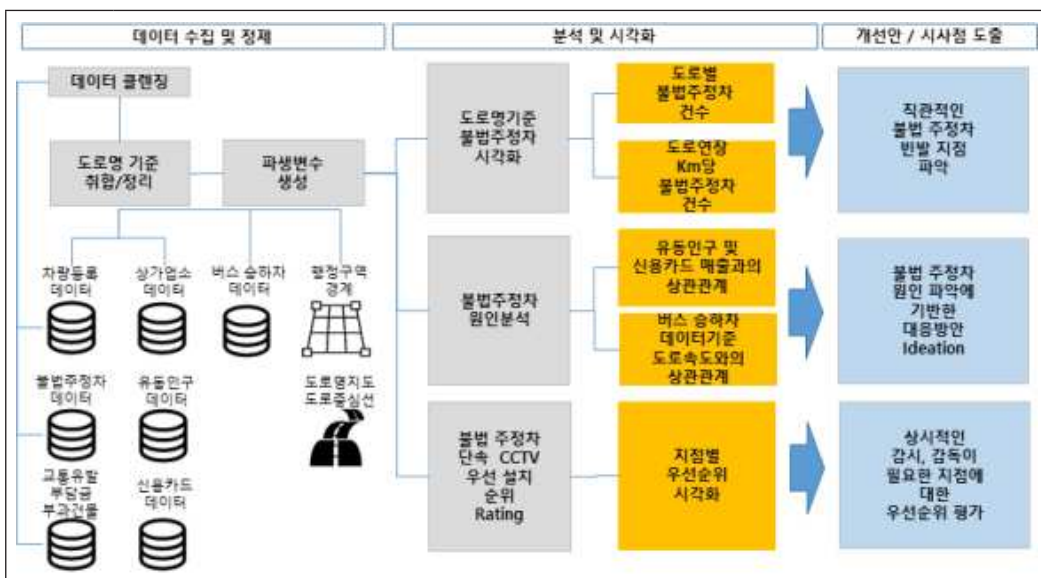 데이터 수집 및 정제
분석 및 시각화
개선안 / 시사점 도출
데이터 클렌징
도로명 기준
취합/정리
파생변수
생성
차량등록
데이터
상가업소
데이터
버스 승하차
데이터
행정구역
경계
불법주정차
데이터
유동인구
데이터
도로명지도
도로중심선
교통유발
부담금
부과건물
신용카드
데이터
도로명기준
불법주정차
시각화
도로별
불법주정차
건수
도로연장
Km당
불법주정차
건수
직관적인
불법 주정차
빈발 지점
파악
불법주정차
원인분석
유동인구 및
신용카드 매출과의
상관관계
버스 승하차
데이터기준
도로속도와의
상관관계
불법 주정차
원인 파악에
기반한
대응방안
Ideation
불법 주정차
단속 CCTV
우선 설치
순위
Rating
지점별
우선순위
시각화
상시적인
감시, 감독이
필요한 지점에
대한
우선순위 평가